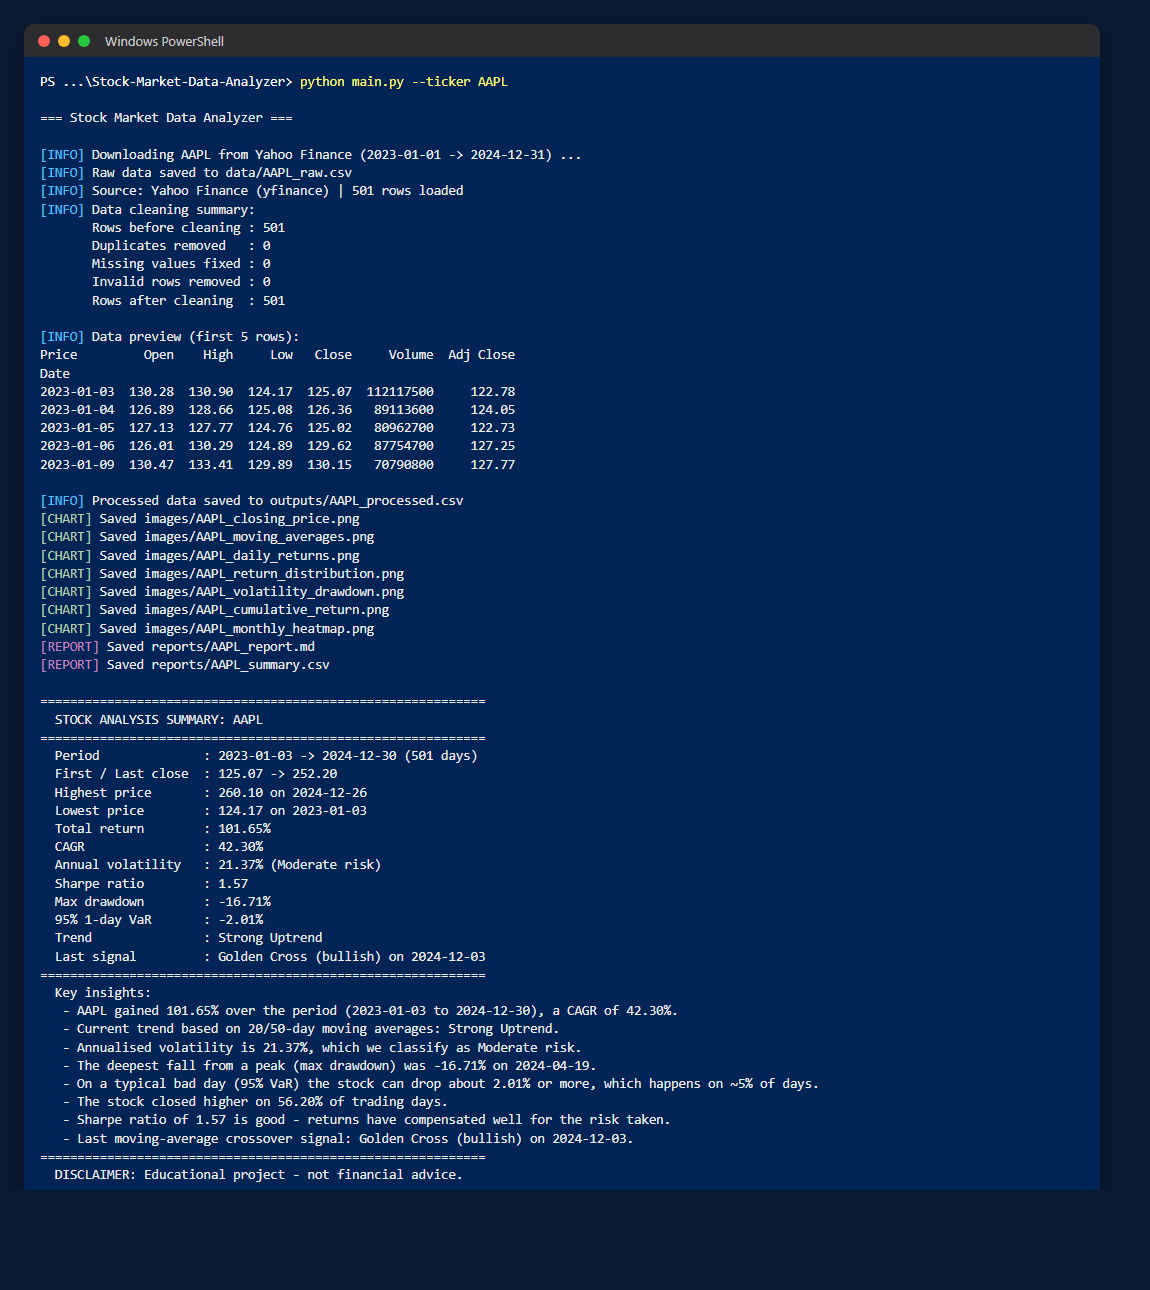 Windows PowerShell
PS ...\Stock-Market-Data-Analyzer> python main.py --ticker AAPL
=== Stock Market Data Analyzer ===
[INFO] Downloading AAPL from Yahoo Finance (2023-01-01 -> 2024-12-31) ...
[INFO] Raw data saved to data/AAPL_raw.csv
[INFO] Source: Yahoo Finance (yfinance) | 501 rows loaded
[INFO] Data cleaning summary:
       Rows before cleaning : 501
       Duplicates removed   : 0
       Missing values fixed : 0
       Invalid rows removed : 0
       Rows after cleaning  : 501
[INFO] Data preview (first 5 rows):
Price         Open    High     Low   Close     Volume  Adj Close
Date
2023-01-03  130.28  130.90  124.17  125.07  112117500     122.78
2023-01-04  126.89  128.66  125.08  126.36   89113600     124.05
2023-01-05  127.13  127.77  124.76  125.02   80962700     122.73
2023-01-06  126.01  130.29  124.89  129.62   87754700     127.25
2023-01-09  130.47  133.41  129.89  130.15   70790800     127.77
[INFO] Processed data saved to outputs/AAPL_processed.csv
[CHART] Saved images/AAPL_closing_price.png
[CHART] Saved images/AAPL_moving_averages.png
[CHART] Saved images/AAPL_daily_returns.png
[CHART] Saved images/AAPL_return_distribution.png
[CHART] Saved images/AAPL_volatility_drawdown.png
[CHART] Saved images/AAPL_cumulative_return.png
[CHART] Saved images/AAPL_monthly_heatmap.png
[REPORT] Saved reports/AAPL_report.md
[REPORT] Saved reports/AAPL_summary.csv
============================================================
  STOCK ANALYSIS SUMMARY: AAPL
============================================================
  Period              : 2023-01-03 -> 2024-12-30 (501 days)
  First / Last close  : 125.07 -> 252.20
  Highest price       : 260.10 on 2024-12-26
  Lowest price        : 124.17 on 2023-01-03
  Total return        : 101.65%
  CAGR                : 42.30%
  Annual volatility   : 21.37% (Moderate risk)
  Sharpe ratio        : 1.57
  Max drawdown        : -16.71%
  95% 1-day VaR       : -2.01%
  Trend               : Strong Uptrend
  Last signal         : Golden Cross (bullish) on 2024-12-03
============================================================
  Key insights:
   - AAPL gained 101.65% over the period (2023-01-03 to 2024-12-30), a CAGR of 42.30%.
   - Current trend based on 20/50-day moving averages: Strong Uptrend.
   - Annualised volatility is 21.37%, which we classify as Moderate risk.
   - The deepest fall from a peak (max drawdown) was -16.71% on 2024-04-19.
   - On a typical bad day (95% VaR) the stock can drop about 2.01% or more, which happens on ~5% of days.
   - The stock closed higher on 56.20% of trading days.
   - Sharpe ratio of 1.57 is good - returns have compensated well for the risk taken.
   - Last moving-average crossover signal: Golden Cross (bullish) on 2024-12-03.
============================================================
  DISCLAIMER: Educational project - not financial advice.